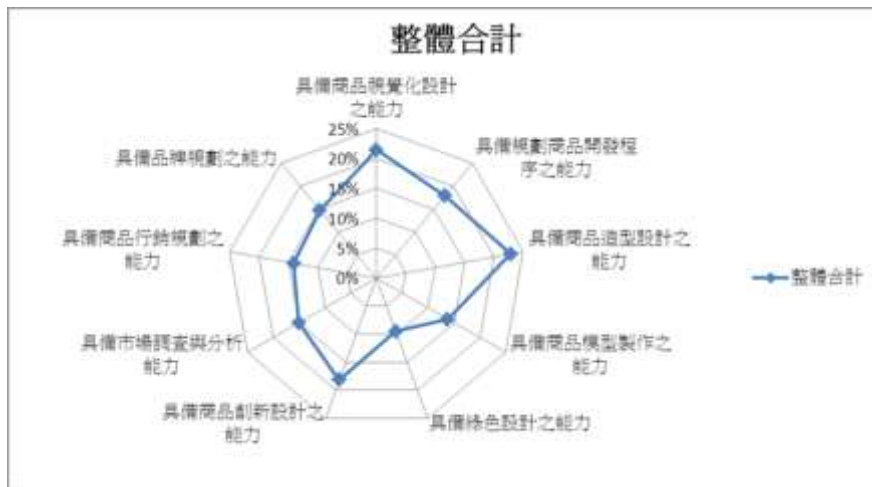 整體合計
具備商品視覺化設計
之能力
25%
20%
15%
10%
5%
0%
具備規劃商品開發程
序之能力
具備商品造型設計之
能力
具備商品模型製作之
能力
具備綠色設計之能力
具備商品創新設計之
能力
具備市場調查與分析
能力
具備商品行銷規劃之
能力
具備品牌規劃之能力
整體合計